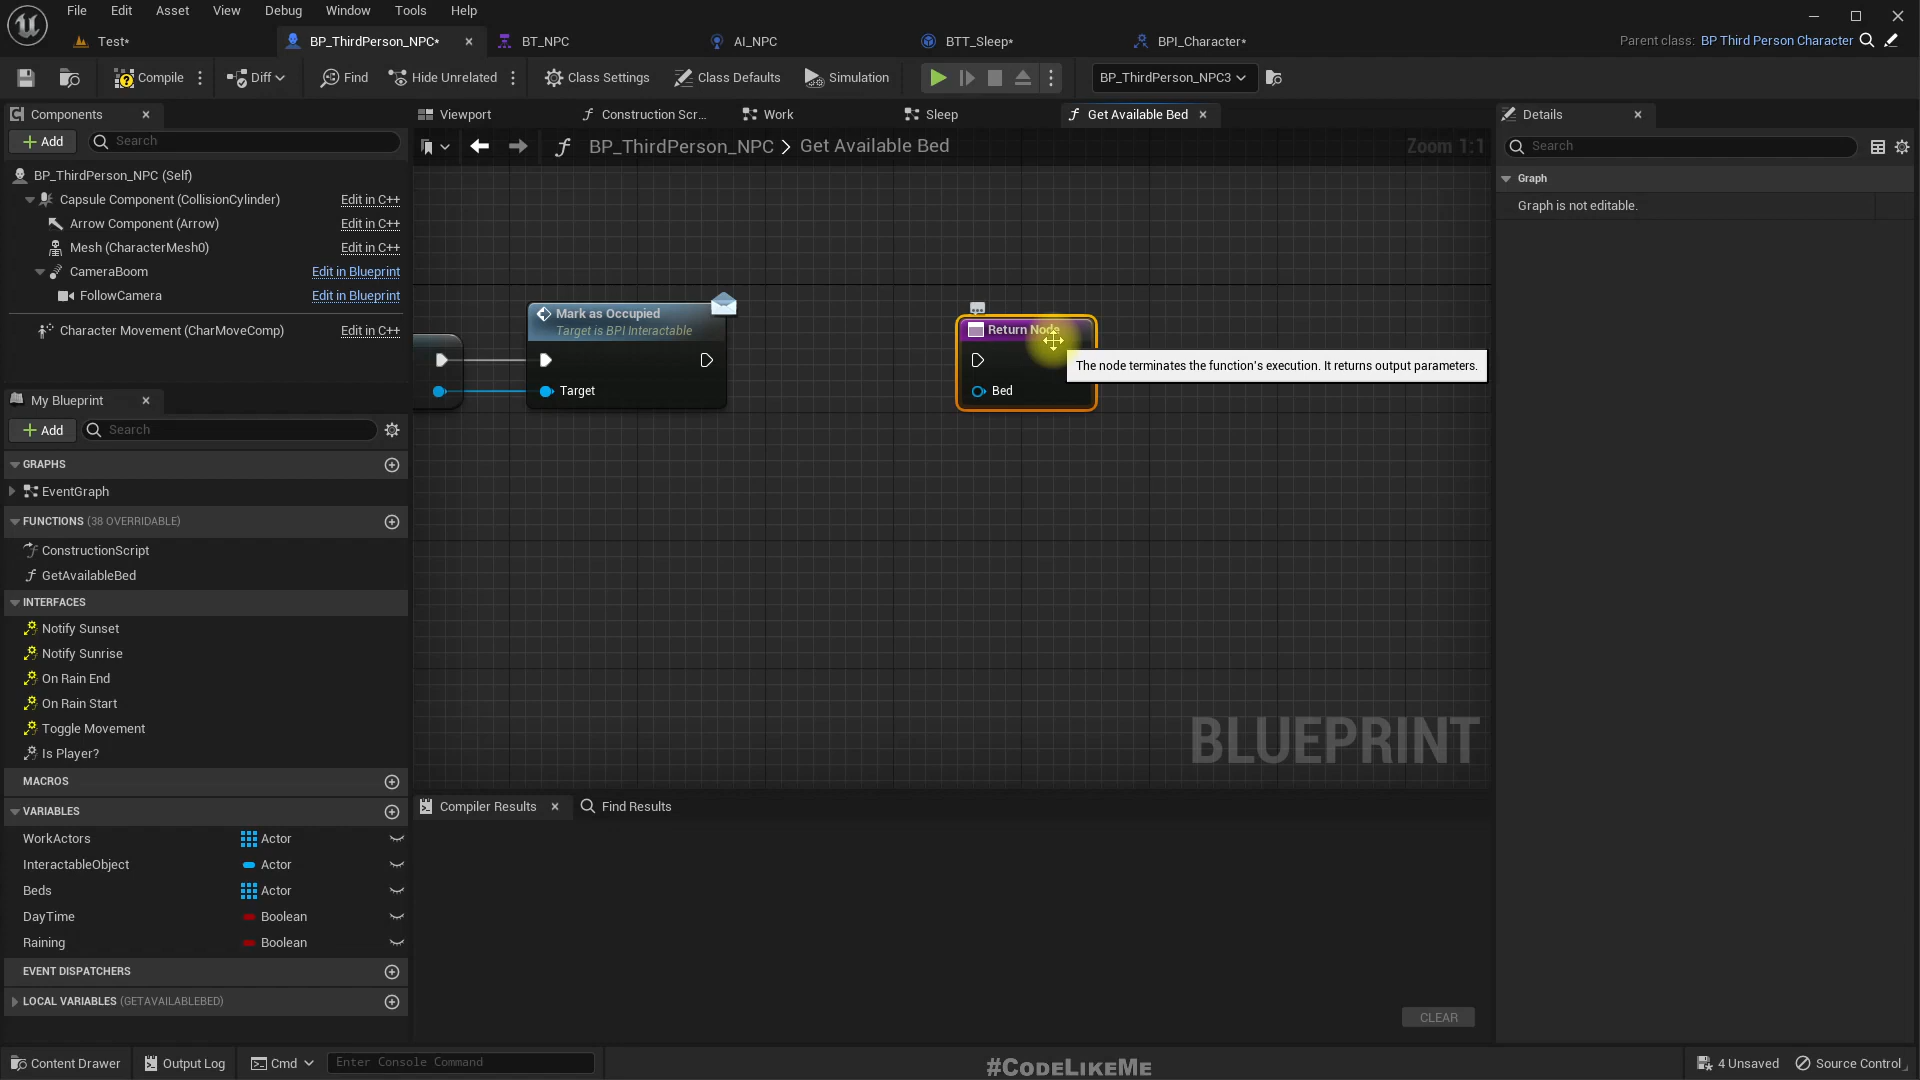 File Edit Asset View Debug Window Tools Help
Test* BP_ThirdPerson_NPC* BT_NPC AI_NPC BTT_Sleep* BPI_Character* Parent class: BP Third Person Character
Compile Diff Find Hide Unrelated Class Settings Class Defaults Simulation BP_ThirdPerson_NPC3
Components Viewport Construction Scr... Work Sleep Get Available Bed Details
Add Search BP_ThirdPerson_NPC > Get Available Bed Zoom 1:1 Search
BP_ThirdPerson_NPC (Self) Graph
Capsule Component (CollisionCylinder) Edit in C++ Graph is not editable.
Arrow Component (Arrow) Edit in C++
Mesh (CharacterMesh0) Edit in C++
CameraBoom Edit in Blueprint
FollowCamera Edit in Blueprint
Character Movement (CharMoveComp) Edit in C++
Mark as Occupied
Target is BPI Interactable
Target
Return Node
Bed
The node terminates the function's execution. It returns output parameters.
My Blueprint
Add Search
GRAPHS
EventGraph
FUNCTIONS (38 OVERRIDABLE)
ConstructionScript
GetAvailableBed
INTERFACES
Notify Sunset
Notify Sunrise
On Rain End
On Rain Start
Toggle Movement
Is Player?
MACROS
VARIABLES
WorkActors Actor
InteractableObject Actor
Beds Actor
DayTime Boolean
Raining Boolean
EVENT DISPATCHERS
LOCAL VARIABLES (GETAVAILABLEBED)
BLUEPRINT
Compiler Results Find Results
CLEAR
Content Drawer Output Log Cmd Enter Console Command #CodeLikeMe 4 Unsaved Source Control